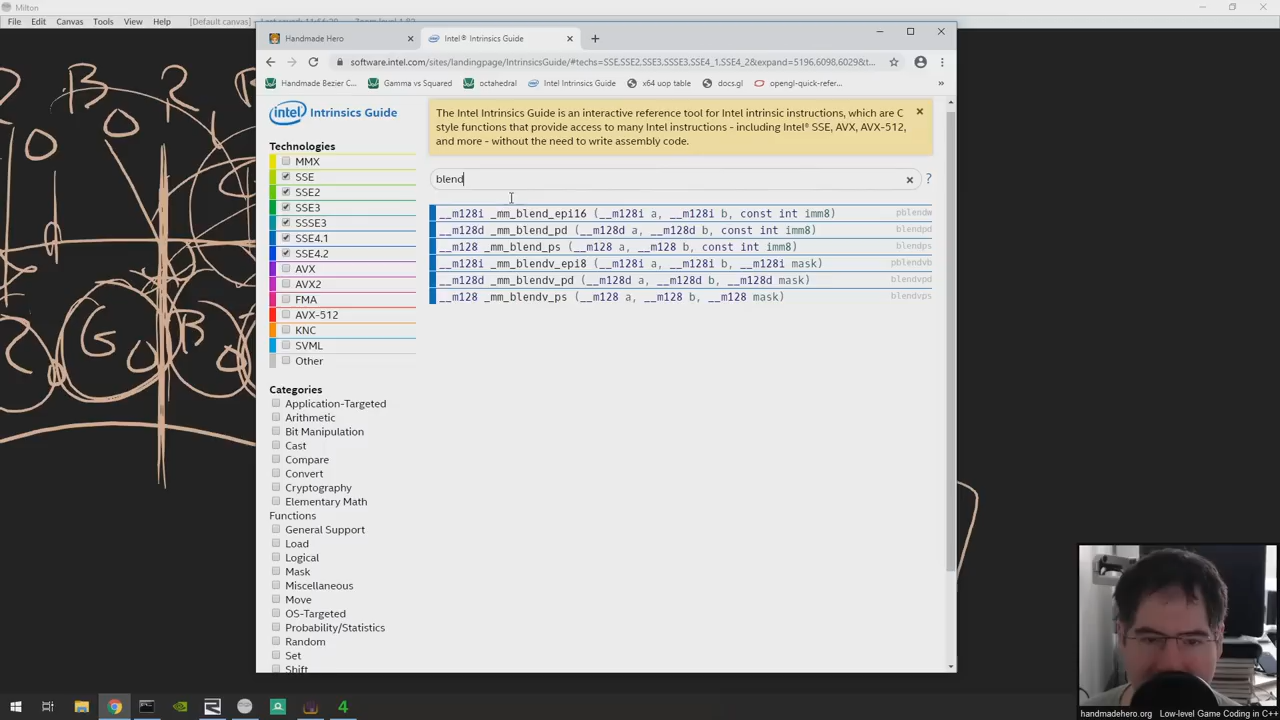 Milton
File Edit Canvas Tools View Help [Default canvas]
Handmade Hero
Intel® Intrinsics Guide
software.intel.com/sites/landingpage/IntrinsicsGuide/#techs=SSE,SSE2,SSE3,SSSE3,SSE4_1,SSE4_2&expand=5196,6098,6029&t...
Handmade Bezier C... Gamma vs Squared octahedral Intel Intrinsics Guide x64 uop table docs.gl opengl-quick-refer... »
intel Intrinsics Guide
The Intel Intrinsics Guide is an interactive reference tool for Intel intrinsic instructions, which are C
style functions that provide access to many Intel instructions - including Intel® SSE, AVX, AVX-512,
and more - without the need to write assembly code.
blend
?
Technologies
MMX
SSE
SSE2
SSE3
SSSE3
SSE4.1
SSE4.2
AVX
AVX2
FMA
AVX-512
KNC
SVML
Other
__m128i _mm_blend_epi16 (__m128i a, __m128i b, const int imm8) pblendw
__m128d _mm_blend_pd (__m128d a, __m128d b, const int imm8) blendpd
__m128 _mm_blend_ps (__m128 a, __m128 b, const int imm8) blendps
__m128i _mm_blendv_epi8 (__m128i a, __m128i b, __m128i mask) pblendvb
__m128d _mm_blendv_pd (__m128d a, __m128d b, __m128d mask) blendvpd
__m128 _mm_blendv_ps (__m128 a, __m128 b, __m128 mask) blendvps
Categories
Application-Targeted
Arithmetic
Bit Manipulation
Cast
Compare
Convert
Cryptography
Elementary Math
Functions
General Support
Load
Logical
Mask
Miscellaneous
Move
OS-Targeted
Probability/Statistics
Random
Set
Shift
B
G
B
4
handmadehero.org Low-level Game Coding in C++